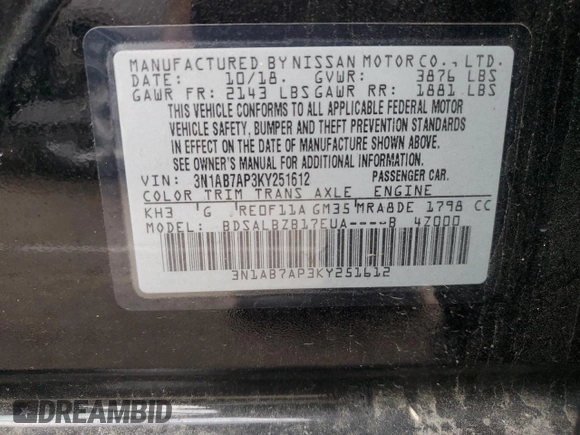 MANUFACTURED BY NISSAN MOTOR CO., LTD.
DATE: 10/18. GVWR: 3876 LBS
GAWR FR: 2143 LBS GAWR RR: 1881 LBS
THIS VEHICLE CONFORMS TO ALL APPLICABLE FEDERAL MOTOR
VEHICLE SAFETY, BUMPER AND THEFT PREVENTION STANDARDS
IN EFFECT ON THE DATE OF MANUFACTURE SHOWN ABOVE.
SEE OWNER'S MANUAL FOR ADDITIONAL INFORMATION.
VIN: 3N1AB7AP3KY251612 PASSENGER CAR.
COLOR TRIM TRANS AXLE ENGINE
KH3 G RE0F11A GM35 MRA8DE 1798 CC
MODEL: BDSALBZB17EUA----B 4Z000
3N1AB7AP3KY251612
DREAMBID